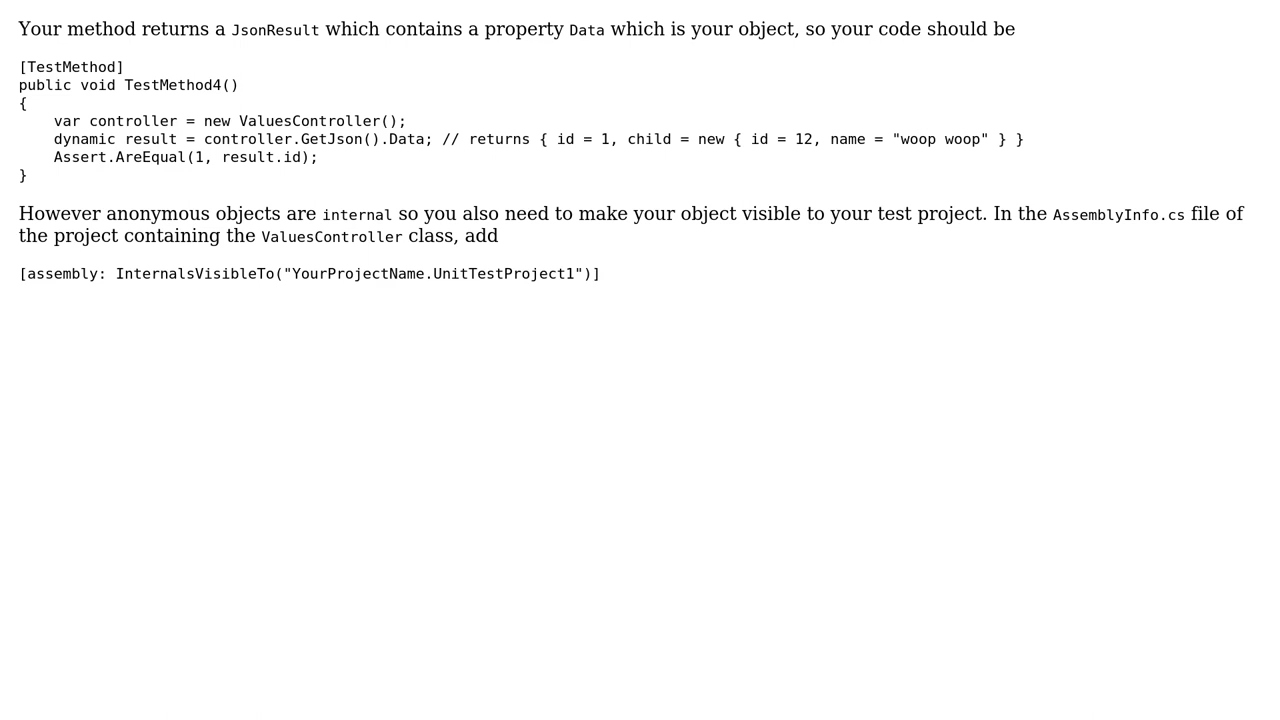 Your method returns a JsonResult which contains a property Data which is your object, so your code should be
[TestMethod]
public void TestMethod4()
{
    var controller = new ValuesController();
    dynamic result = controller.GetJson().Data; // returns { id = 1, child = new { id = 12, name = "woop woop" } }
    Assert.AreEqual(1, result.id);
}
However anonymous objects are internal so you also need to make your object visible to your test project. In the AssemblyInfo.cs file of
the project containing the ValuesController class, add
[assembly: InternalsVisibleTo("YourProjectName.UnitTestProject1")]